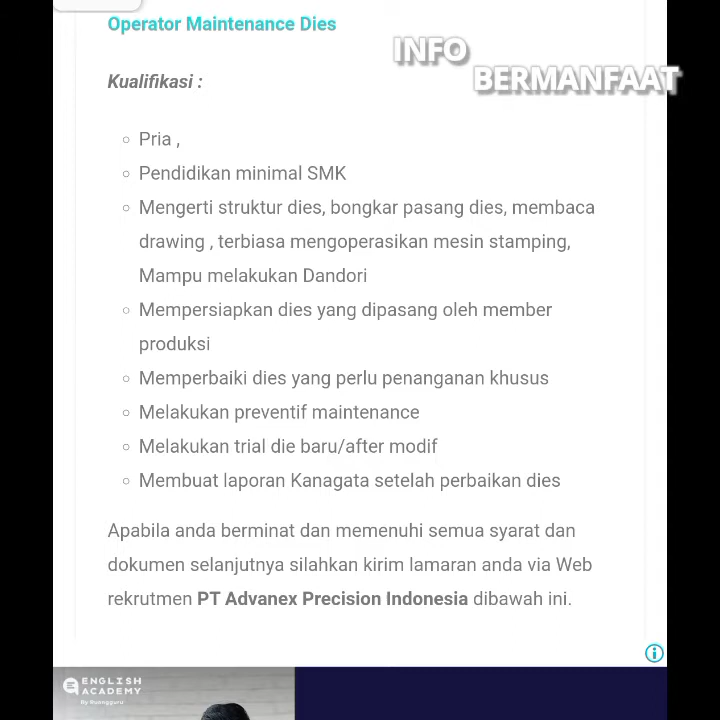 Operator Maintenance Dies
INFO
BERMANFAAT
Kualifikasi :
Pria ,
Pendidikan minimal SMK
Mengerti struktur dies, bongkar pasang dies, membaca
drawing , terbiasa mengoperasikan mesin stamping,
Mampu melakukan Dandori
Mempersiapkan dies yang dipasang oleh member
produksi
Memperbaiki dies yang perlu penanganan khusus
Melakukan preventif maintenance
Melakukan trial die baru/after modif
Membuat laporan Kanagata setelah perbaikan dies
Apabila anda berminat dan memenuhi semua syarat dan
dokumen selanjutnya silahkan kirim lamaran anda via Web
rekrutmen PT Advanex Precision Indonesia dibawah ini.
ENGLISH
ACADEMY
By Ruangguru